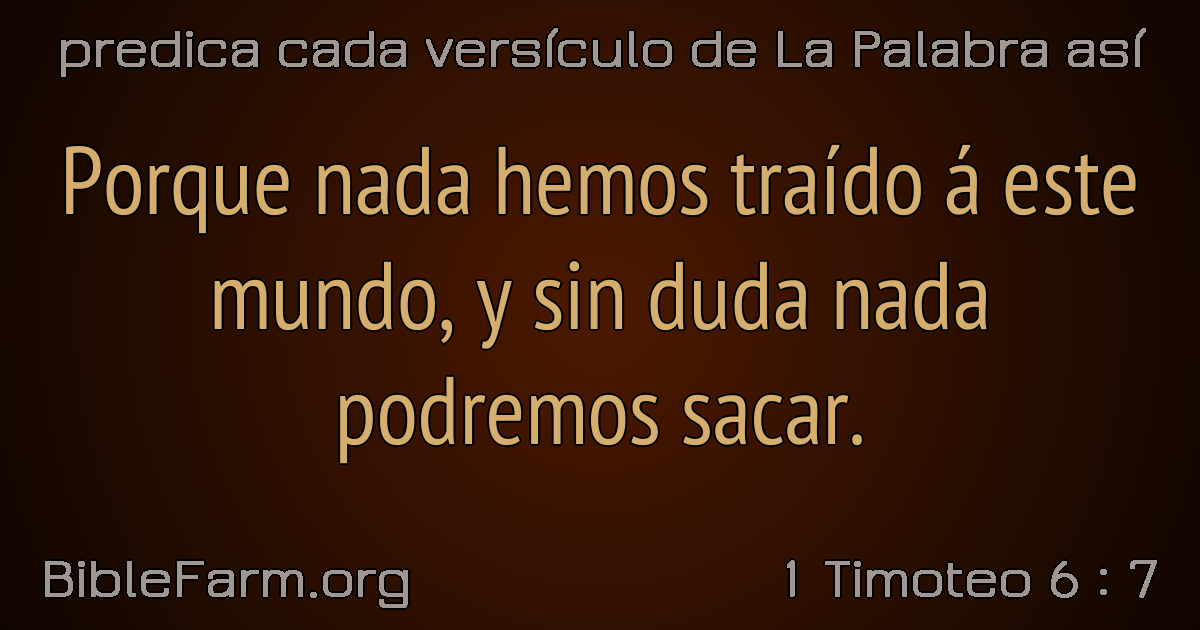 predica cada versículo de La Palabra así
Porque nada hemos traído á este
mundo, y sin duda nada
podremos sacar.
BibleFarm.org
1 Timoteo 6 : 7